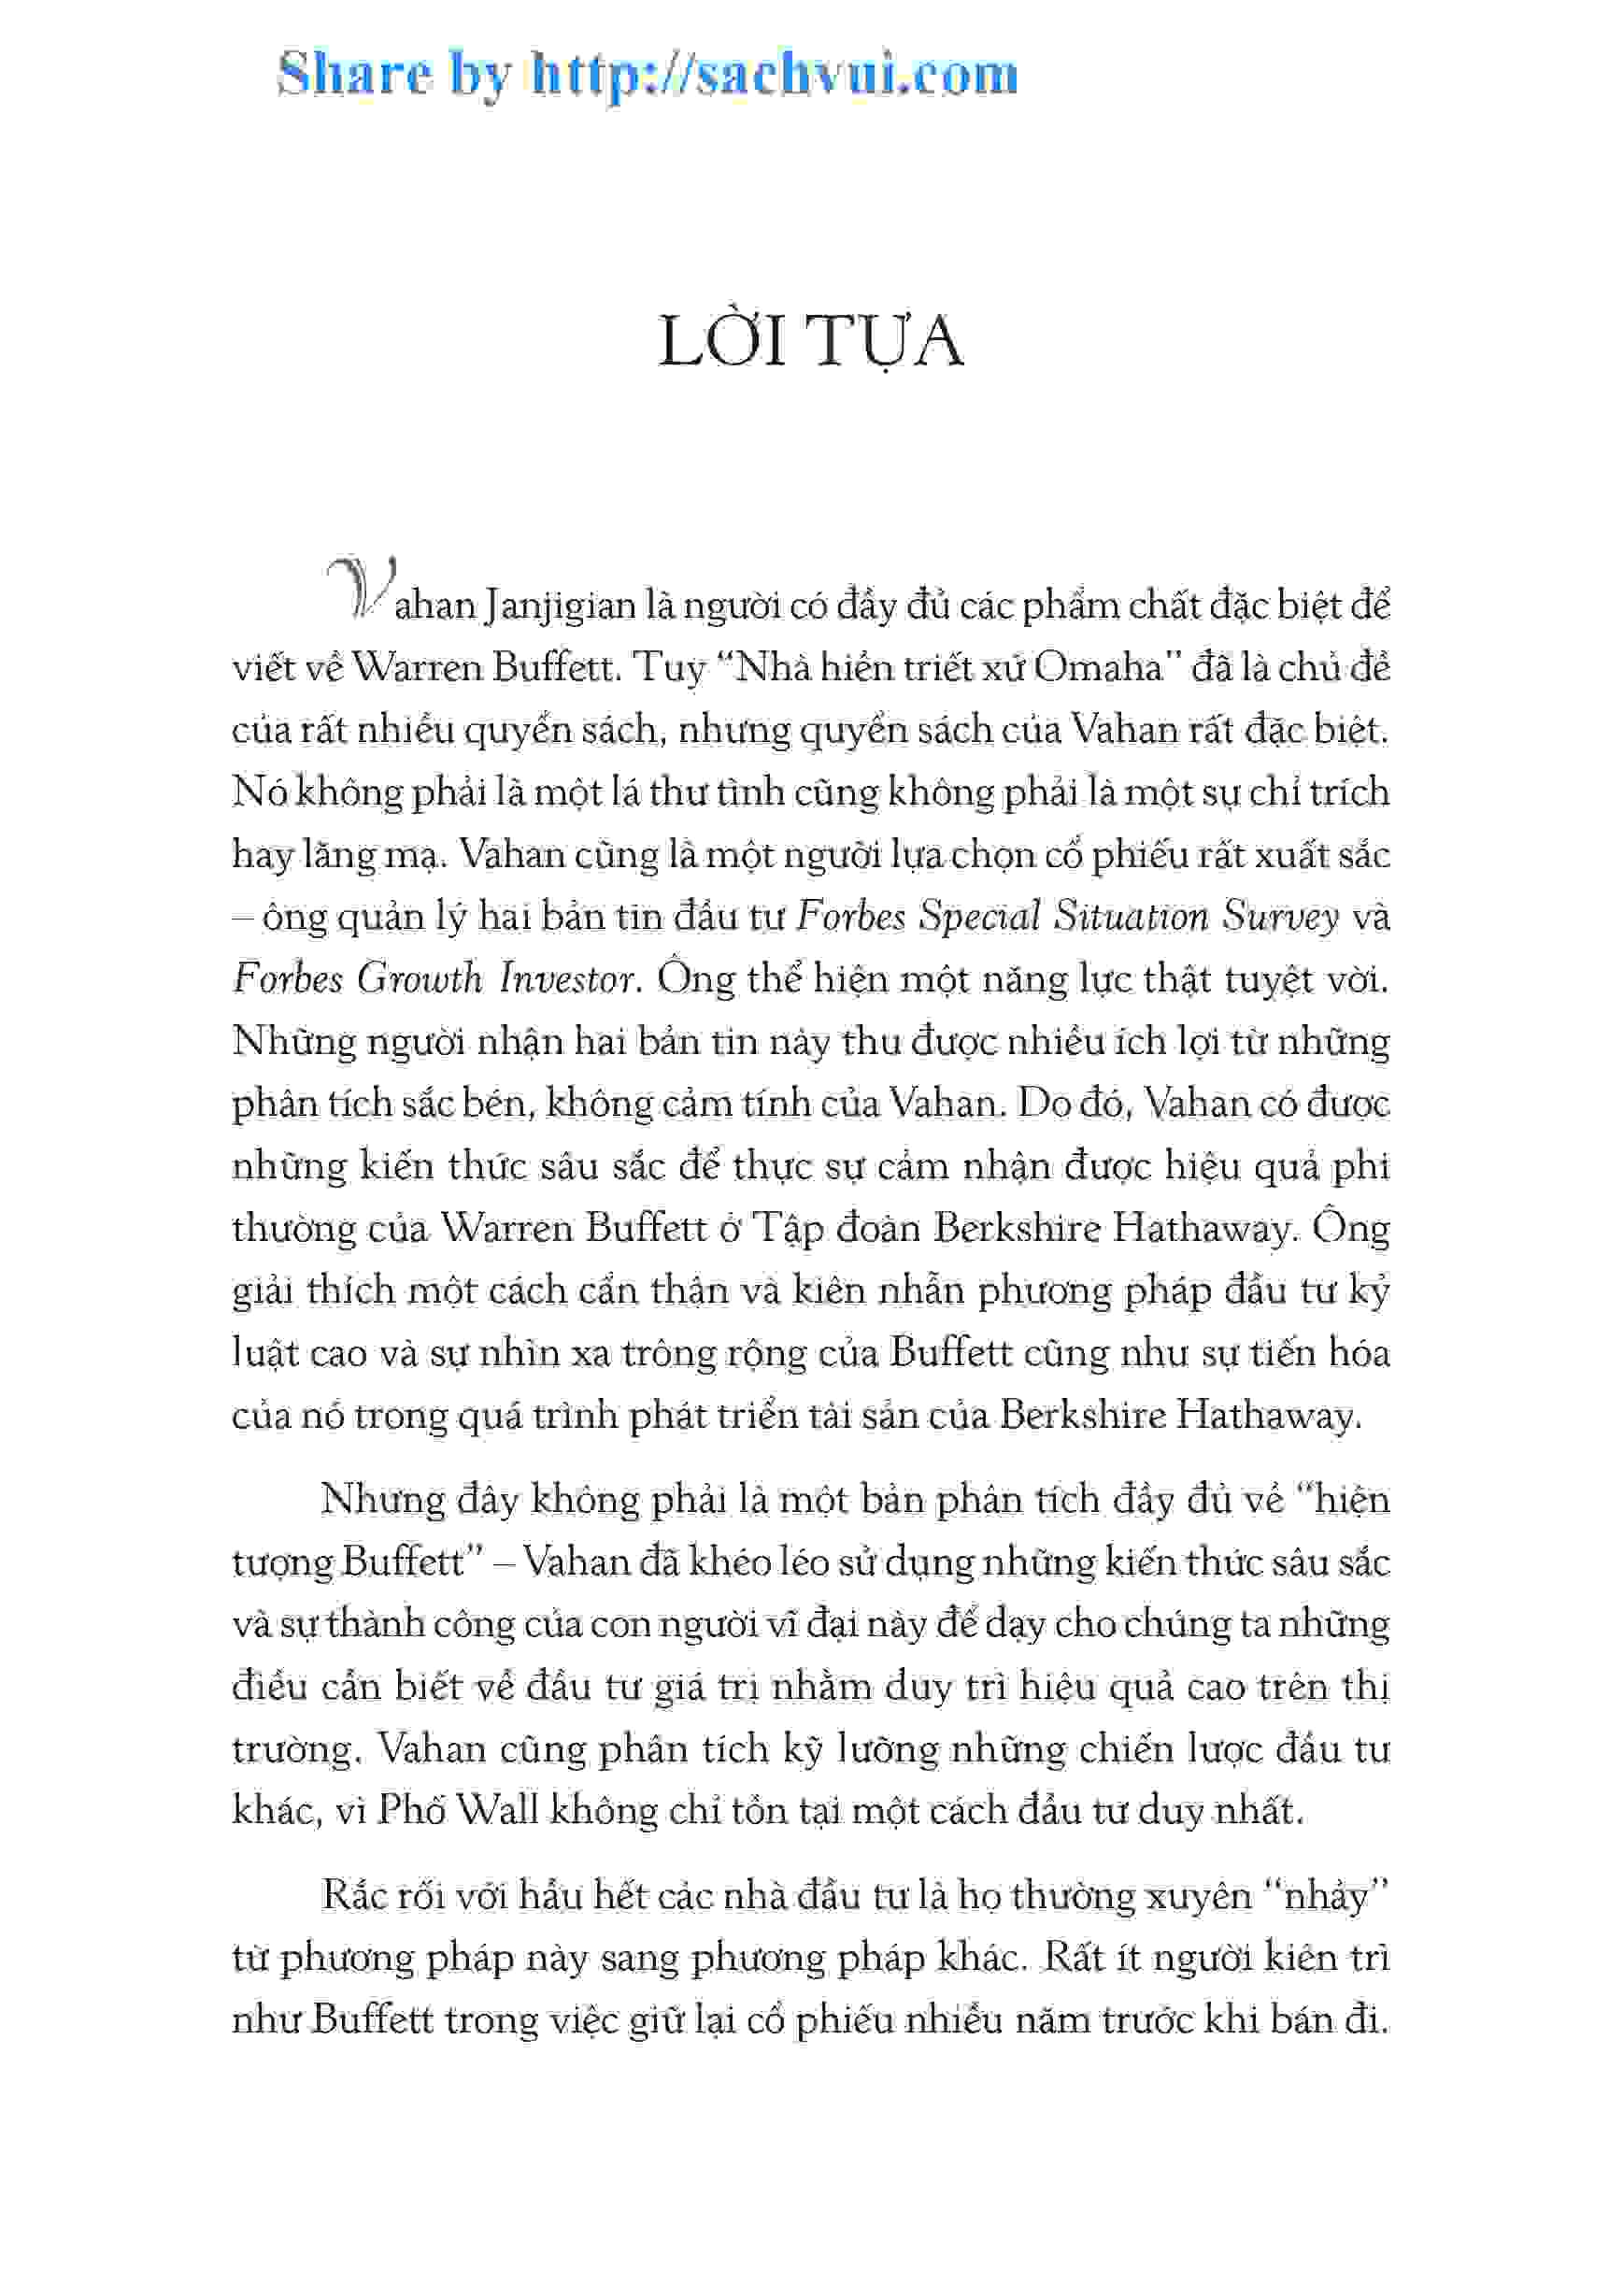 Share by http://sachvui.com
LỜI TỰA
Vahan Janjigian là người có đầy đủ các phẩm chất đặc biệt để
viết về Warren Buffett. Tuy “Nhà hiền triết xứ Omaha” đã là chủ đề
của rất nhiều quyển sách, nhưng quyển sách của Vahan rất đặc biệt.
Nó không phải là một lá thư tình cũng không phải là một sự chỉ trích
hay lăng mạ. Vahan cũng là một người lựa chọn cổ phiếu rất xuất sắc
– ông quản lý hai bản tin đầu tư Forbes Special Situation Survey và
Forbes Growth Investor. Ông thể hiện một năng lực thật tuyệt vời.
Những người nhận hai bản tin này thu được nhiều ích lợi từ những
phân tích sắc bén, không cảm tính của Vahan. Do đó, Vahan có được
những kiến thức sâu sắc để thực sự cảm nhận được hiệu quả phi
thường của Warren Buffett ở Tập đoàn Berkshire Hathaway. Ông
giải thích một cách cẩn thận và kiên nhẫn phương pháp đầu tư kỷ
luật cao và sự nhìn xa trông rộng của Buffett cũng như sự tiến hóa
của nó trong quá trình phát triển tài sản của Berkshire Hathaway.
Nhưng đây không phải là một bản phân tích đầy đủ về “hiện
tượng Buffett” – Vahan đã khéo léo sử dụng những kiến thức sâu sắc
và sự thành công của con người vĩ đại này để dạy cho chúng ta những
điều cần biết về đầu tư giá trị nhằm duy trì hiệu quả cao trên thị
trường. Vahan cũng phân tích kỹ lưỡng những chiến lược đầu tư
khác, vì Phố Wall không chỉ tồn tại một cách đầu tư duy nhất.
Rắc rối với hầu hết các nhà đầu tư là họ thường xuyên “nhảy”
từ phương pháp này sang phương pháp khác. Rất ít người kiên trì
như Buffett trong việc giữ lại cổ phiếu nhiều năm trước khi bán đi.